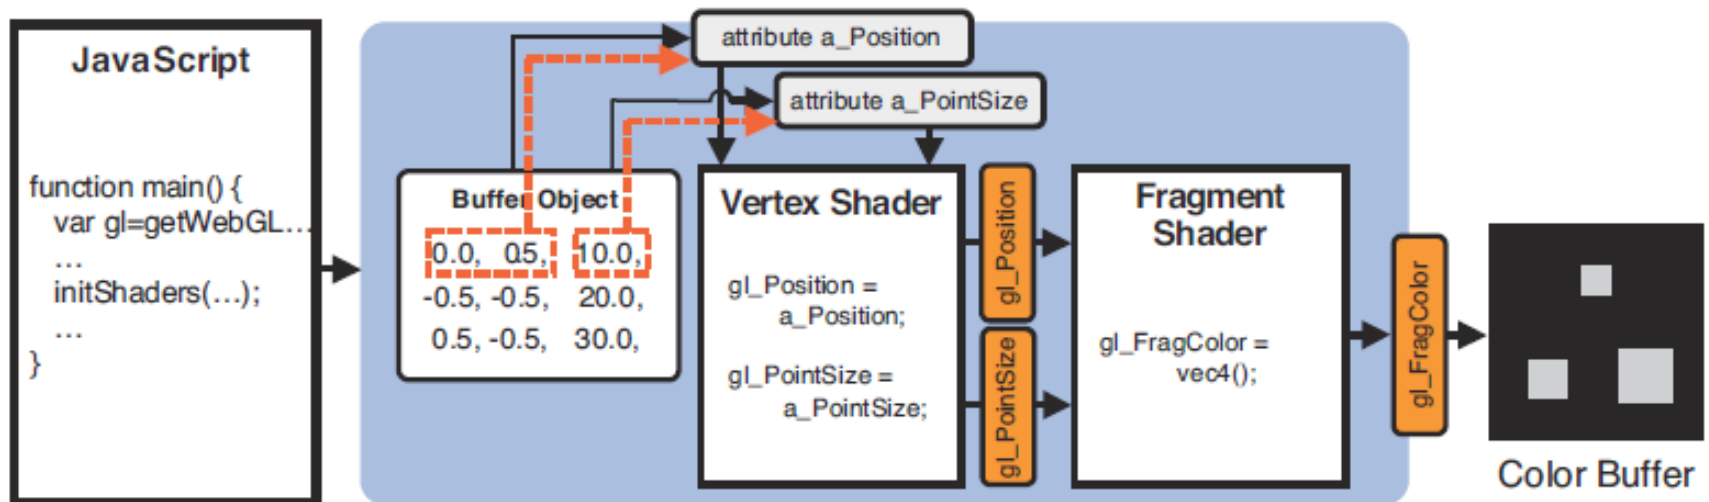 JavaScript
function main() {
var gl=getWebGL...
...
initShaders(...);
...
}
attribute a_Position
attribute a_PointSize
Buffer Object
0.0, 0.5, 10.0,
-0.5, -0.5, 20.0,
0.5, -0.5, 30.0,
Vertex Shader
gl_Position =
a_Position;
gl_PointSize =
a_PointSize;
gl_Position
gl_PointSize
Fragment
Shader
gl_FragColor =
vec4();
gl_FragColor
Color Buffer